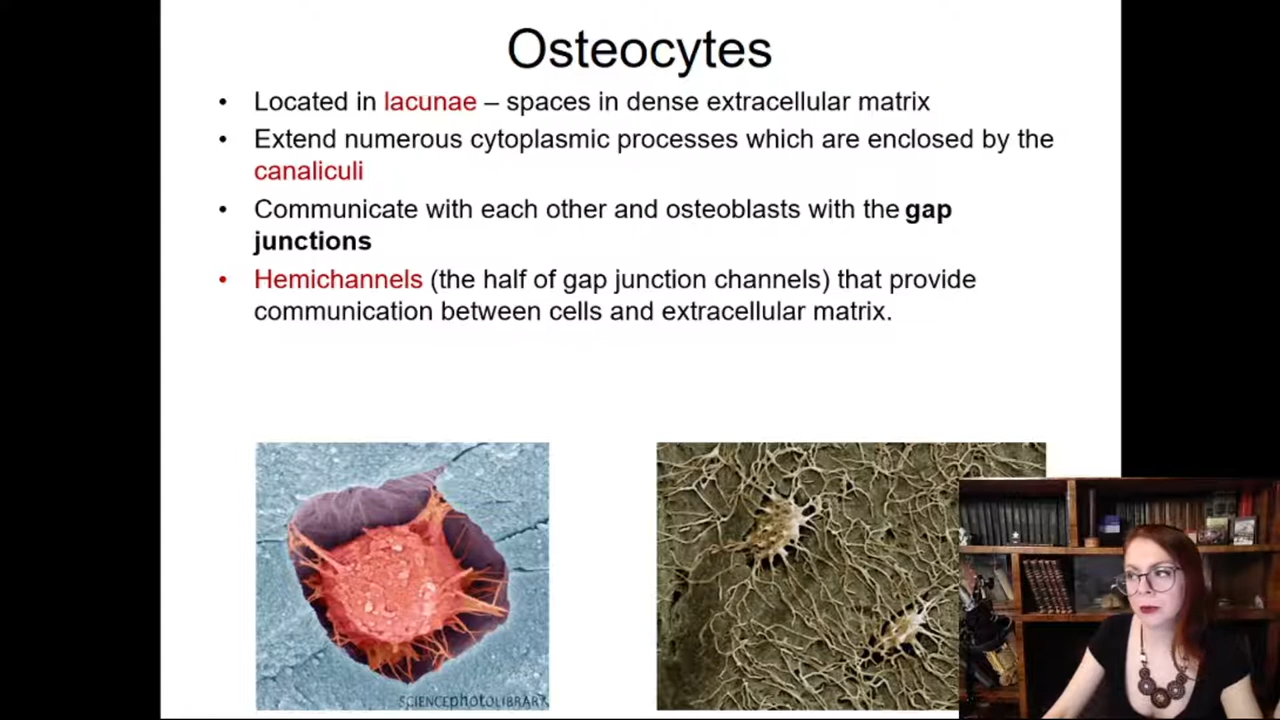 Osteocytes
• Located in lacunae – spaces in dense extracellular matrix
• Extend numerous cytoplasmic processes which are enclosed by the
canaliculi
• Communicate with each other and osteoblasts with the gap
junctions
• Hemichannels (the half of gap junction channels) that provide
communication between cells and extracellular matrix.
SCIENCEphotoLIBRARY